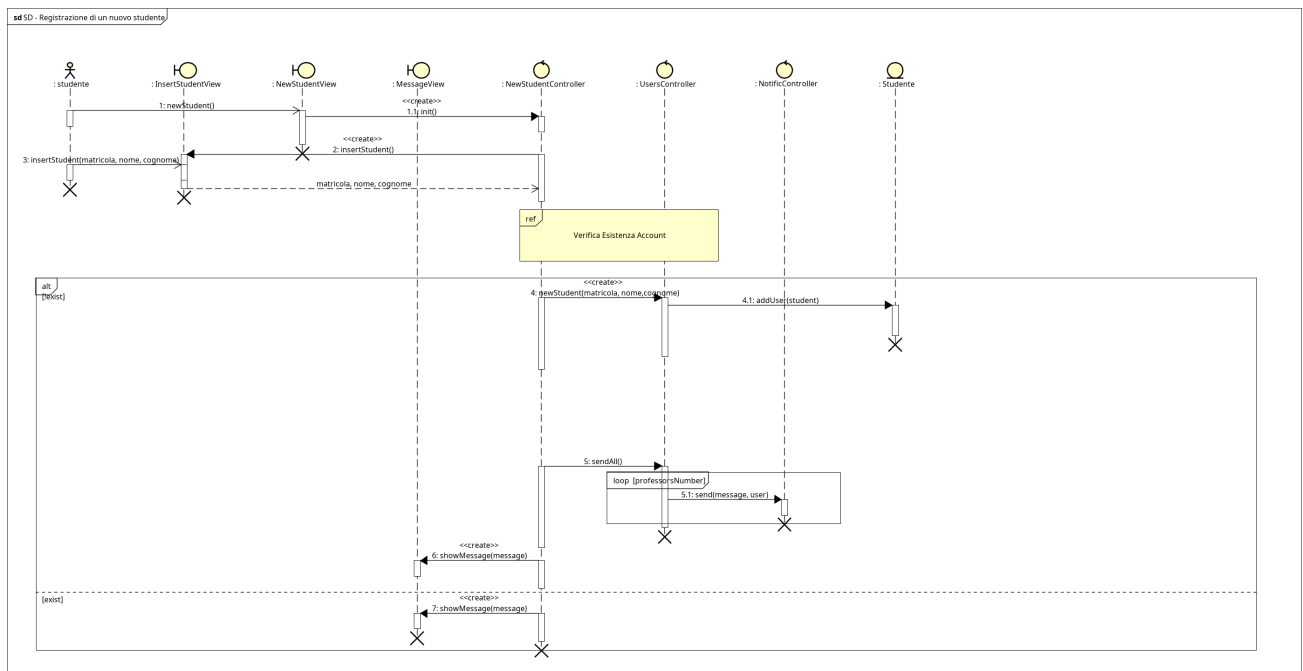 sd SD - Registrazione di un nuovo studente
: studente
: InsertStudentView
: NewStudentView
: MessageView
: NewStudentController
: UsersController
: NotificController
: Studente
1: newStudent()
<<create>>
1.1: init()
<<create>>
2: insertStudent()
3: insertStudent(matricola, nome, cognome)
matricola, nome, cognome
ref
Verifica Esistenza Account
alt
[!exist]
<<create>>
4: newStudent(matricola, nome,cognome)
4.1: addUser(student)
5: sendAll()
loop [professorsNumber]
5.1: send(message, user)
<<create>>
6: showMessage(message)
[exist]
<<create>>
7: showMessage(message)